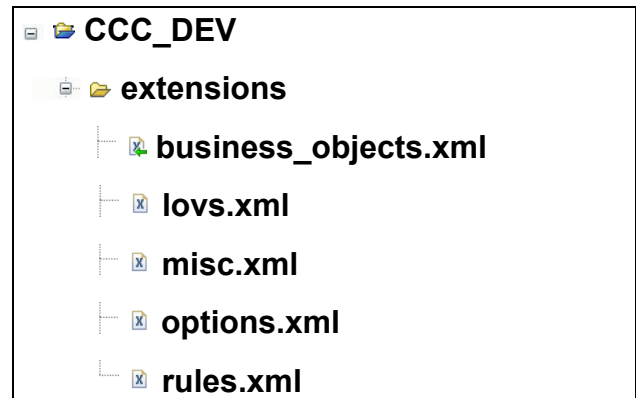 CCC_DEV
extensions
business_objects.xml
lovs.xml
misc.xml
options.xml
rules.xml